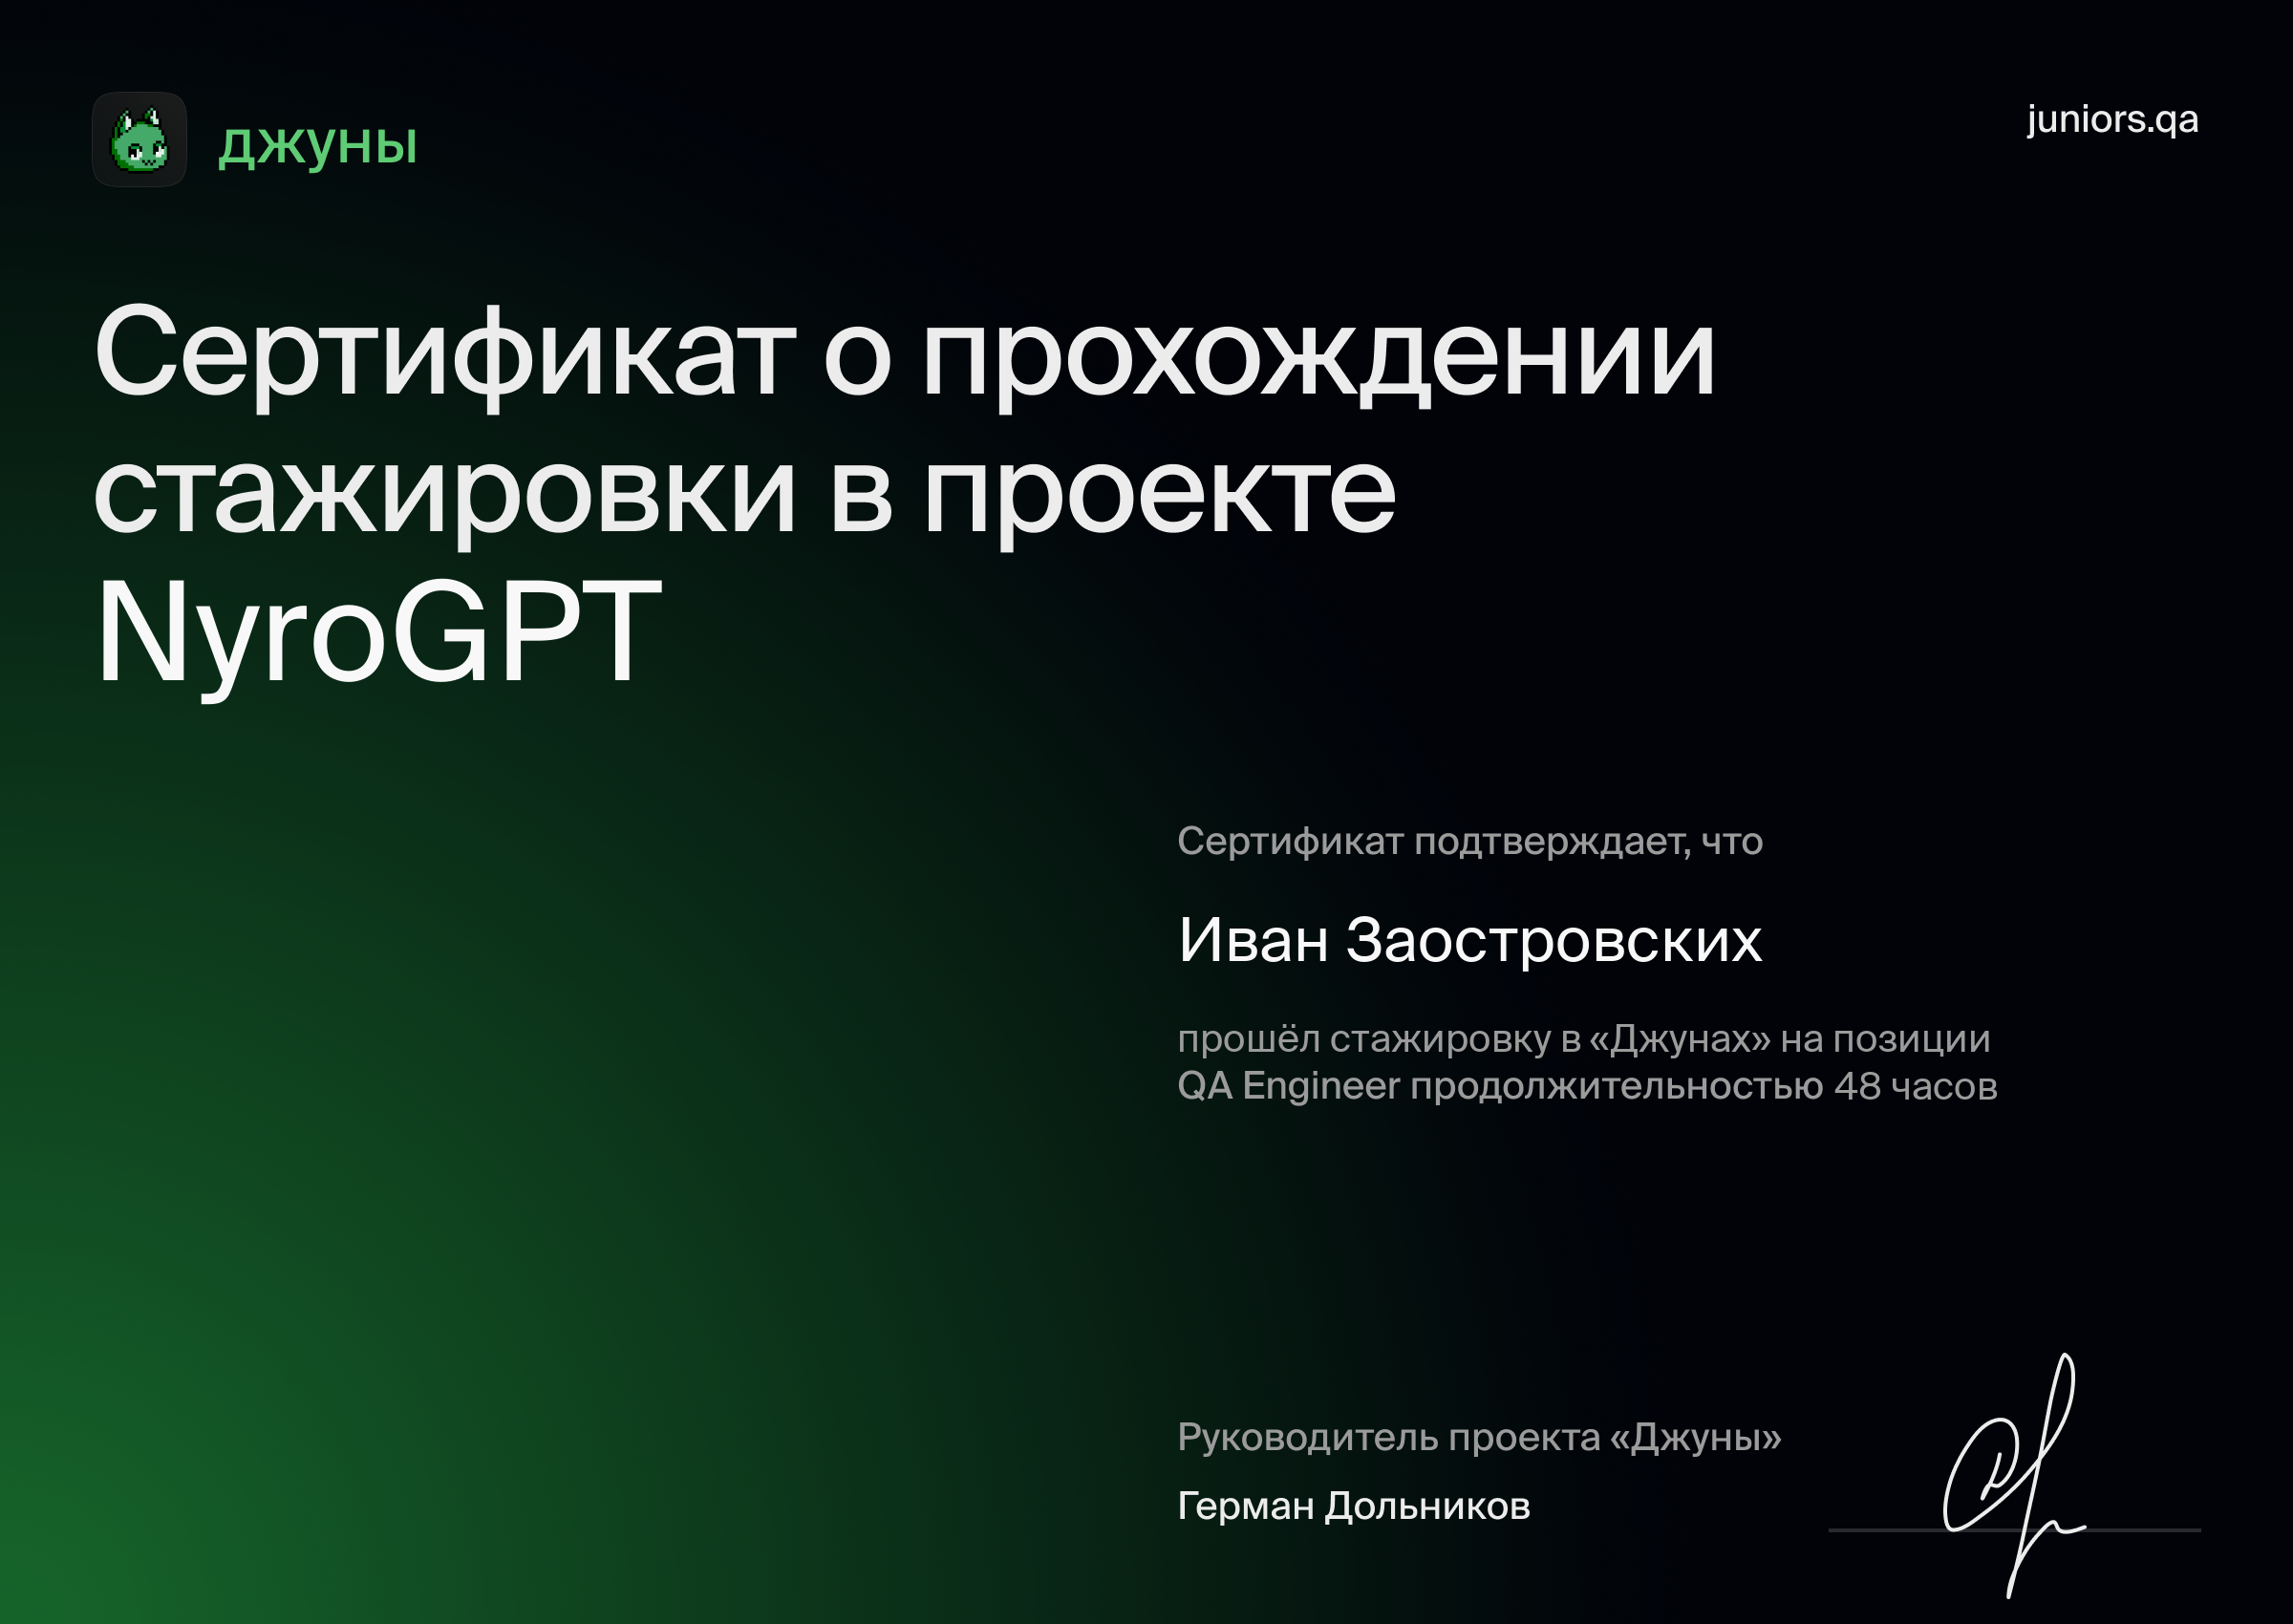 джуны
juniors.qa
Сертификат о прохождении
стажировки в проекте
NyroGPT
Сертификат подтверждает, что
Иван Заостровских
прошёл стажировку в «Джунах» на позиции
QA Engineer продолжительностью 48 часов
Руководитель проекта «Джуны»
Герман Дольников